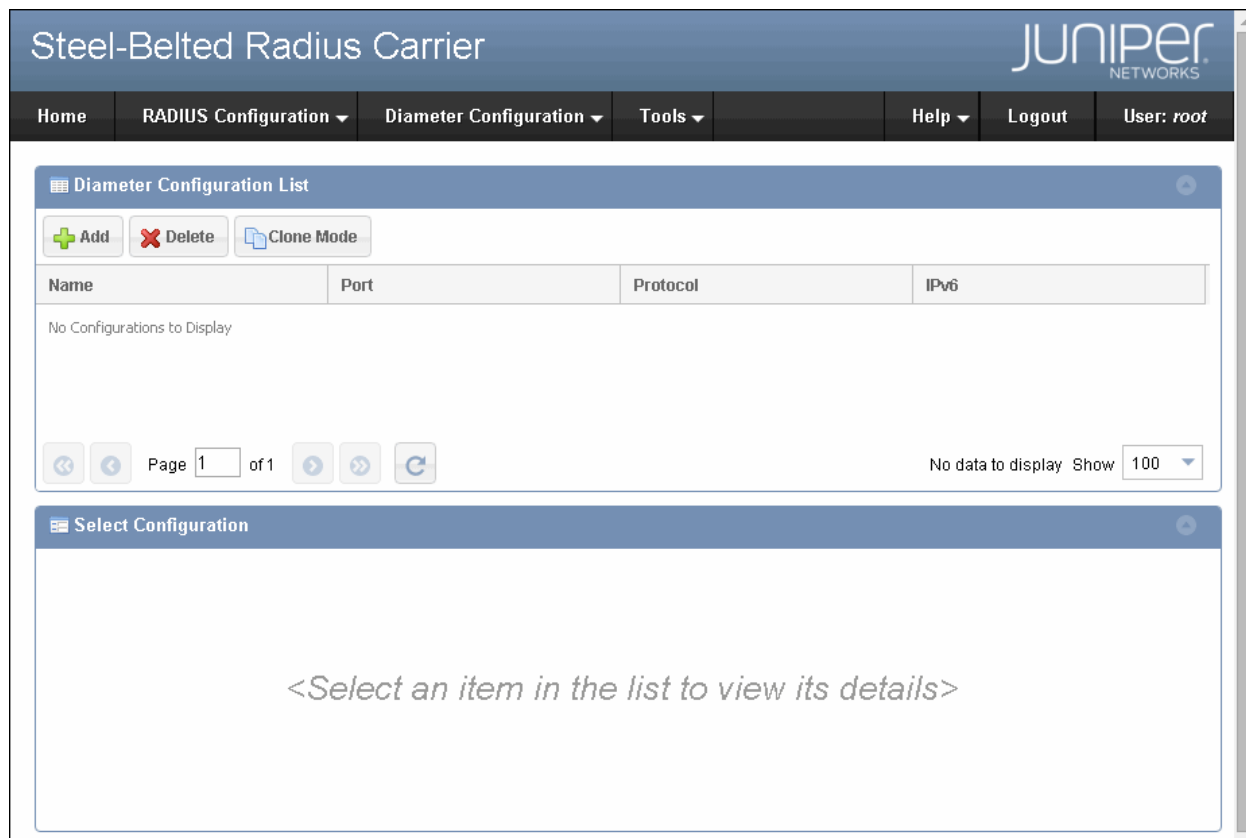 Steel-Belted Radius Carrier
JUNIPER
NETWORKS
Home RADIUS Configuration Diameter Configuration Tools Help Logout User: root
Diameter Configuration List
Add Delete Clone Mode
Name Port Protocol IPv6
No Configurations to Display
Page 1 of 1 No data to display Show 100
Select Configuration
<Select an item in the list to view its details>